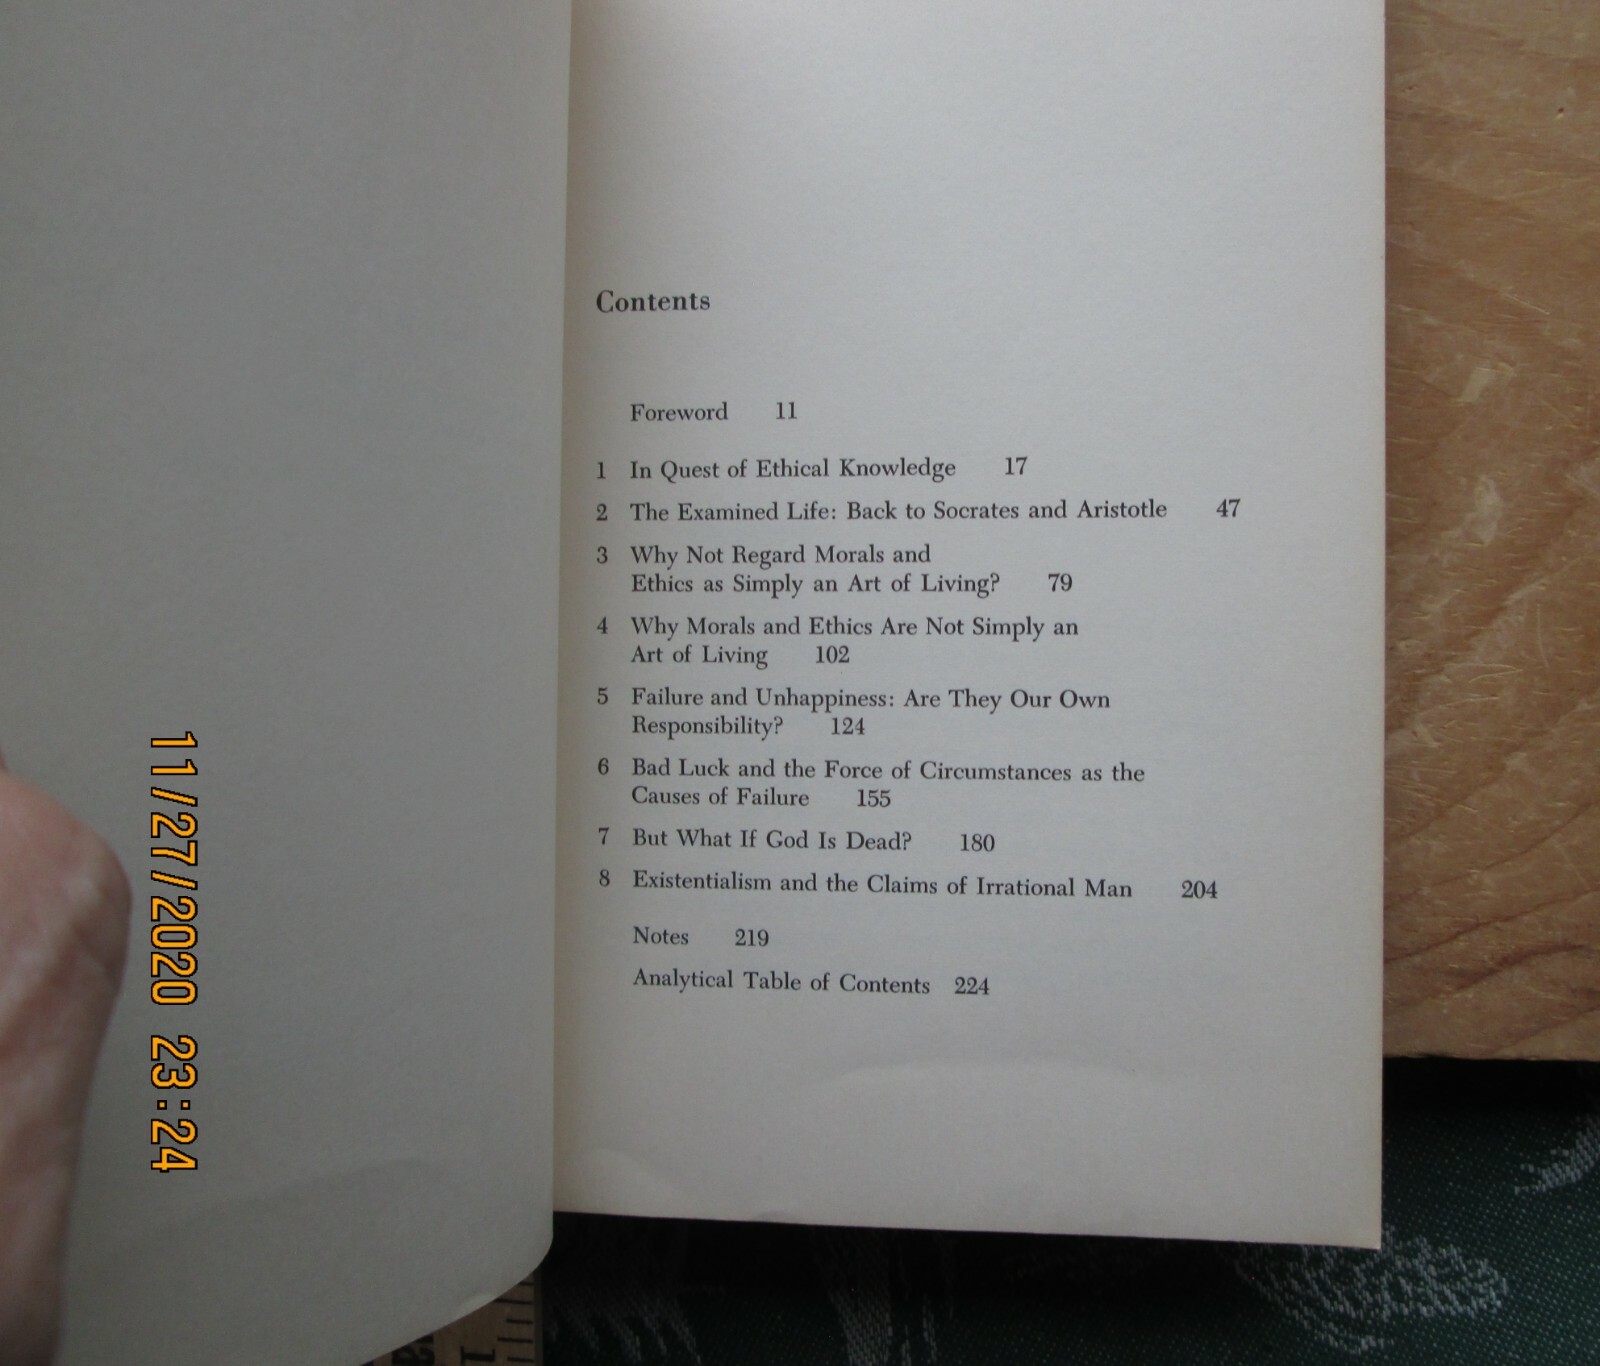 Contents
Foreword 11
1 In Quest of Ethical Knowledge 17
2 The Examined Life: Back to Socrates and Aristotle 47
3 Why Not Regard Morals and
Ethics as Simply an Art of Living? 79
4 Why Morals and Ethics Are Not Simply an
Art of Living 102
5 Failure and Unhappiness: Are They Our Own
Responsibility? 124
6 Bad Luck and the Force of Circumstances as the
Causes of Failure 155
7 But What If God Is Dead? 180
8 Existentialism and the Claims of Irrational Man 204
Notes 219
Analytical Table of Contents 224
11/27/2020 23:24